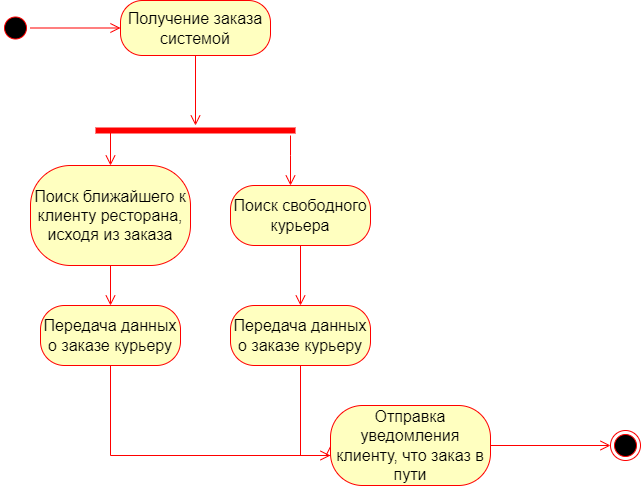 Получение заказа
системой
Поиск ближайшего к
клиенту ресторана,
исходя из заказа
Поиск свободного
курьера
Передача данных
о заказе курьеру
Передача данных
о заказе курьеру
Отправка
уведомления
клиенту, что заказ в
пути